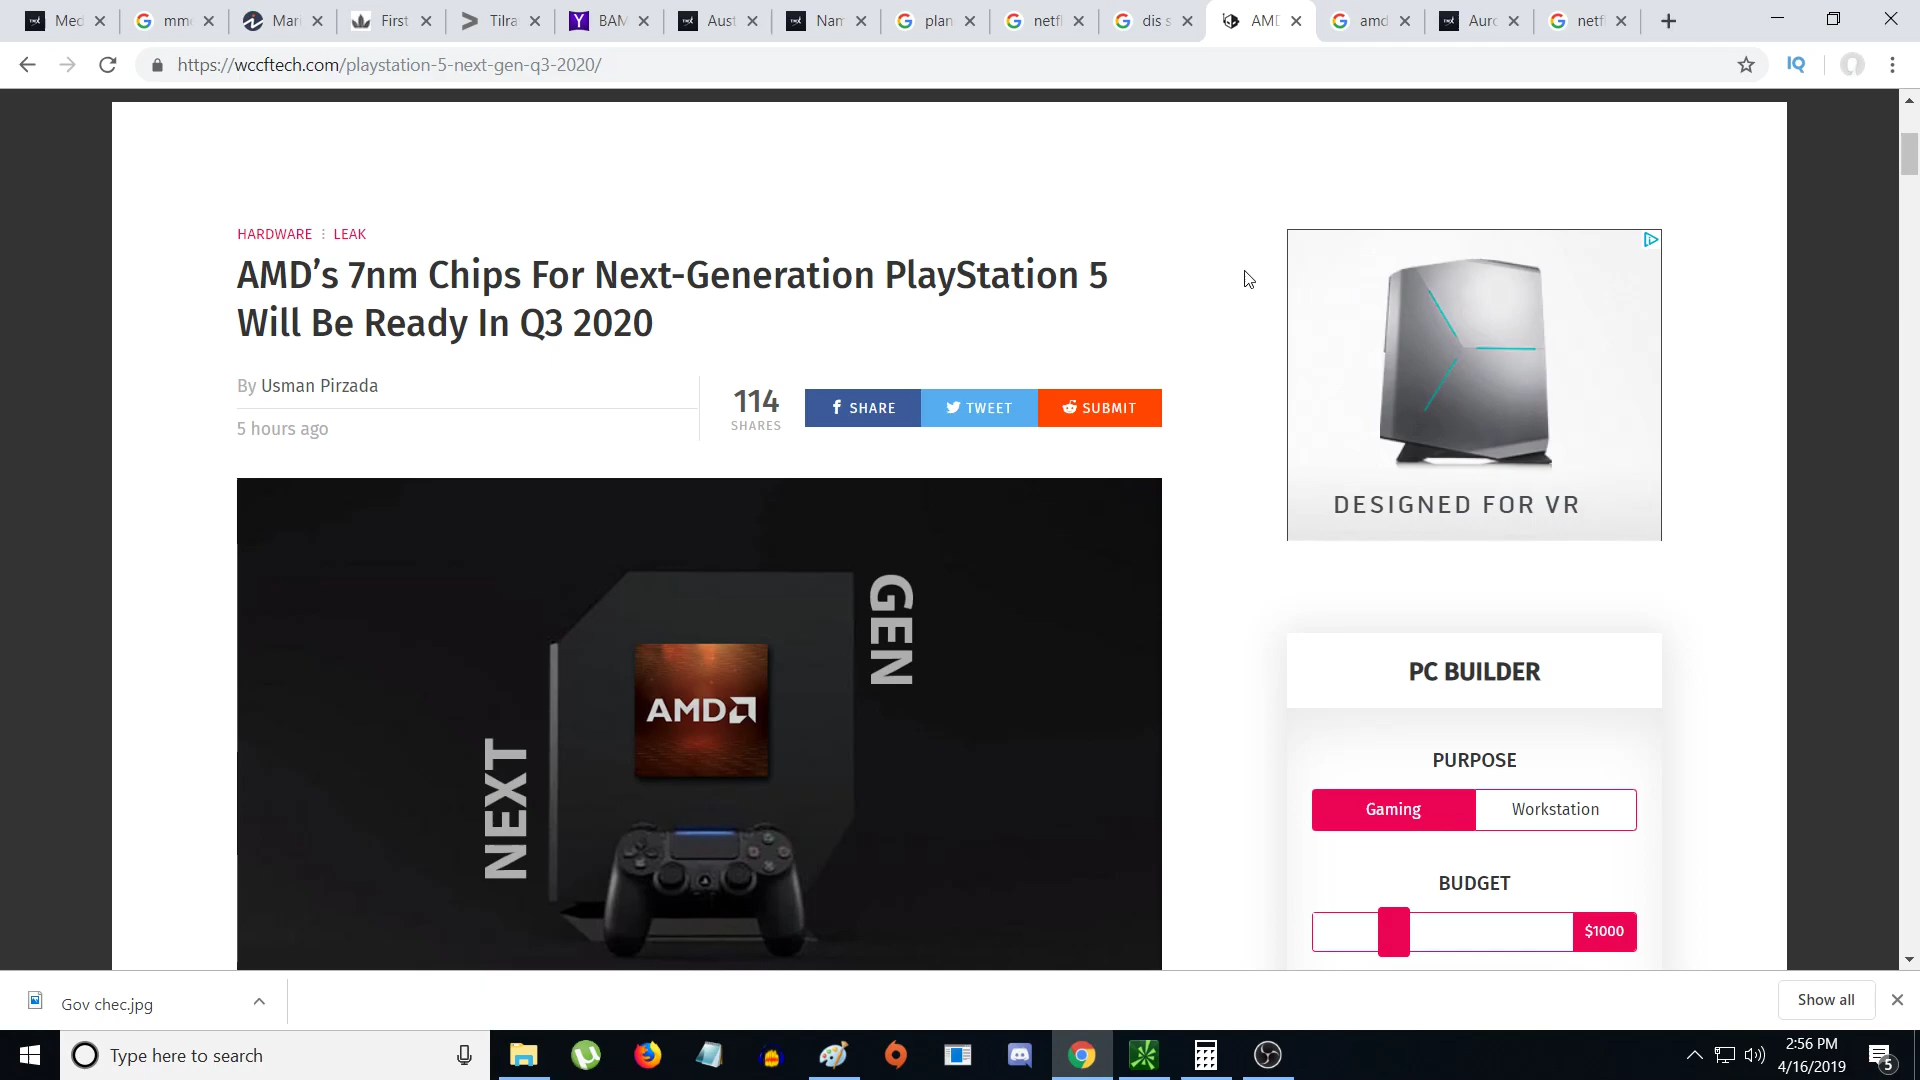 Med
mmc
Mari
First
Tilra
BAM
Aust
Nam
plan
netfl
dis s
AMD
amd
Auro
netfl
https://wccftech.com/playstation-5-next-gen-q3-2020/
IQ
HARDWARE ⋮ LEAK
AMD’s 7nm Chips For Next-Generation PlayStation 5
Will Be Ready In Q3 2020
By Usman Pirzada
5 hours ago
114
SHARES
SHARE
TWEET
SUBMIT
DESIGNED FOR VR
NEXT
GEN
AMD
PC BUILDER
PURPOSE
Gaming
Workstation
BUDGET
$1000
Gov chec.jpg
Show all
Type here to search
2:56 PM
4/16/2019
5